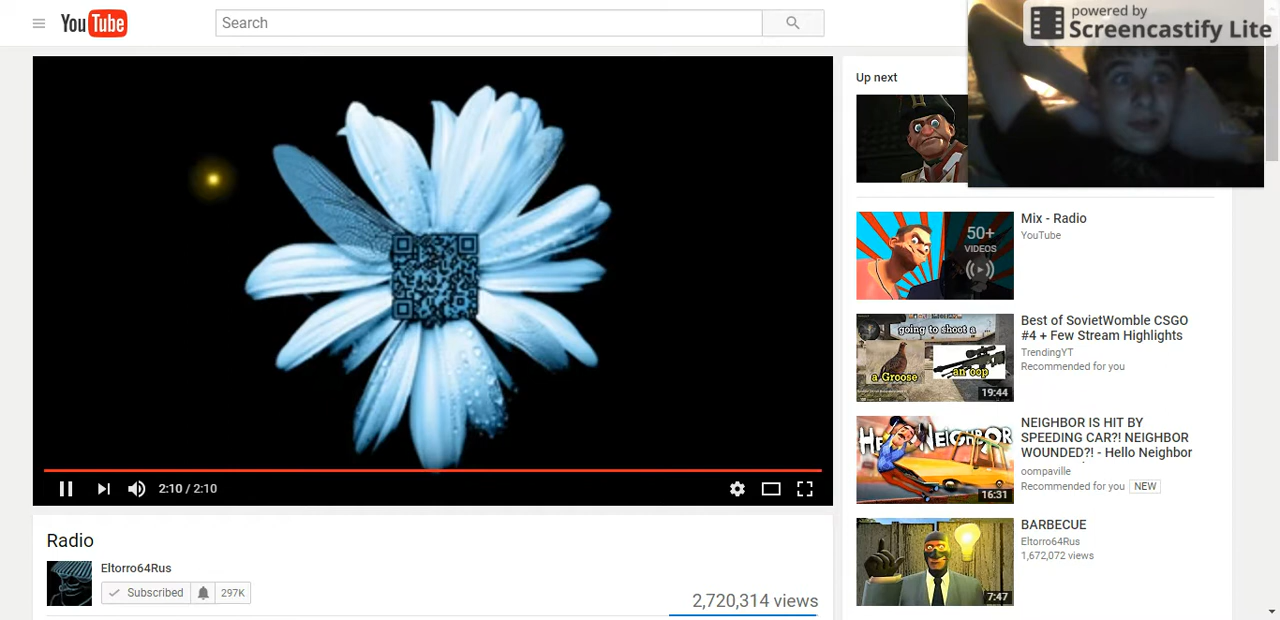 YouTube
Search
powered by
Screencastify Lite
Up next
50+
VIDEOS
Mix - Radio
YouTube
going to shoot a
a Groose
an oop
19:44
Best of SovietWomble CSGO
#4 + Few Stream Highlights
TrendingYT
Recommended for you
16:31
NEIGHBOR IS HIT BY
SPEEDING CAR?! NEIGHBOR
WOUNDED?! - Hello Neighbor
oompaville
Recommended for you NEW
7:47
BARBECUE
Eltorro64Rus
1,672,072 views
2:10 / 2:10
Radio
Eltorro64Rus
Subscribed 297K
2,720,314 views